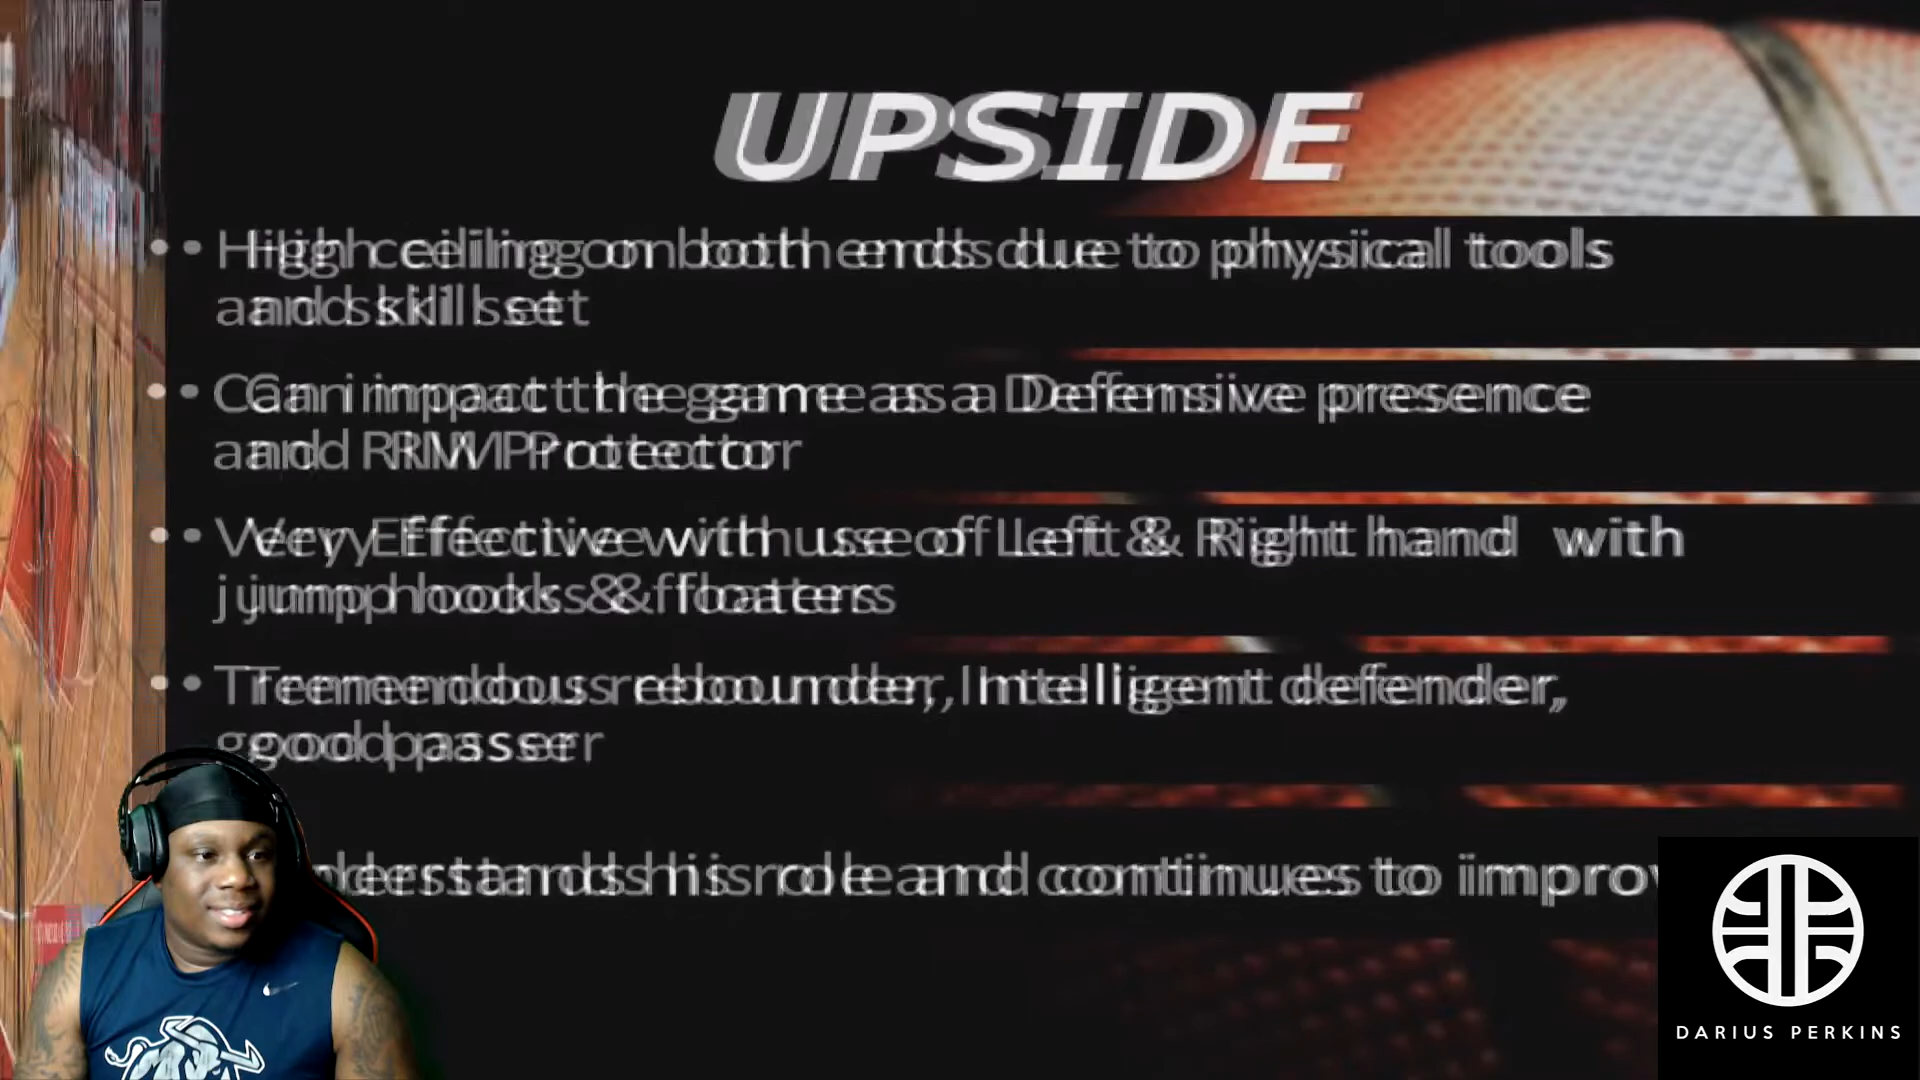 UPSIDE
• High ceiling on both ends due to physical tools
and skill set
• Can impact the game as a Defensive presence
and RIM Protector
• Very Effective with use of Left & Right hand with
jump hooks & floaters
• Tremendous rebounder, Intelligent defender,
good passer
his role and continues to
DARIUS PERKINS